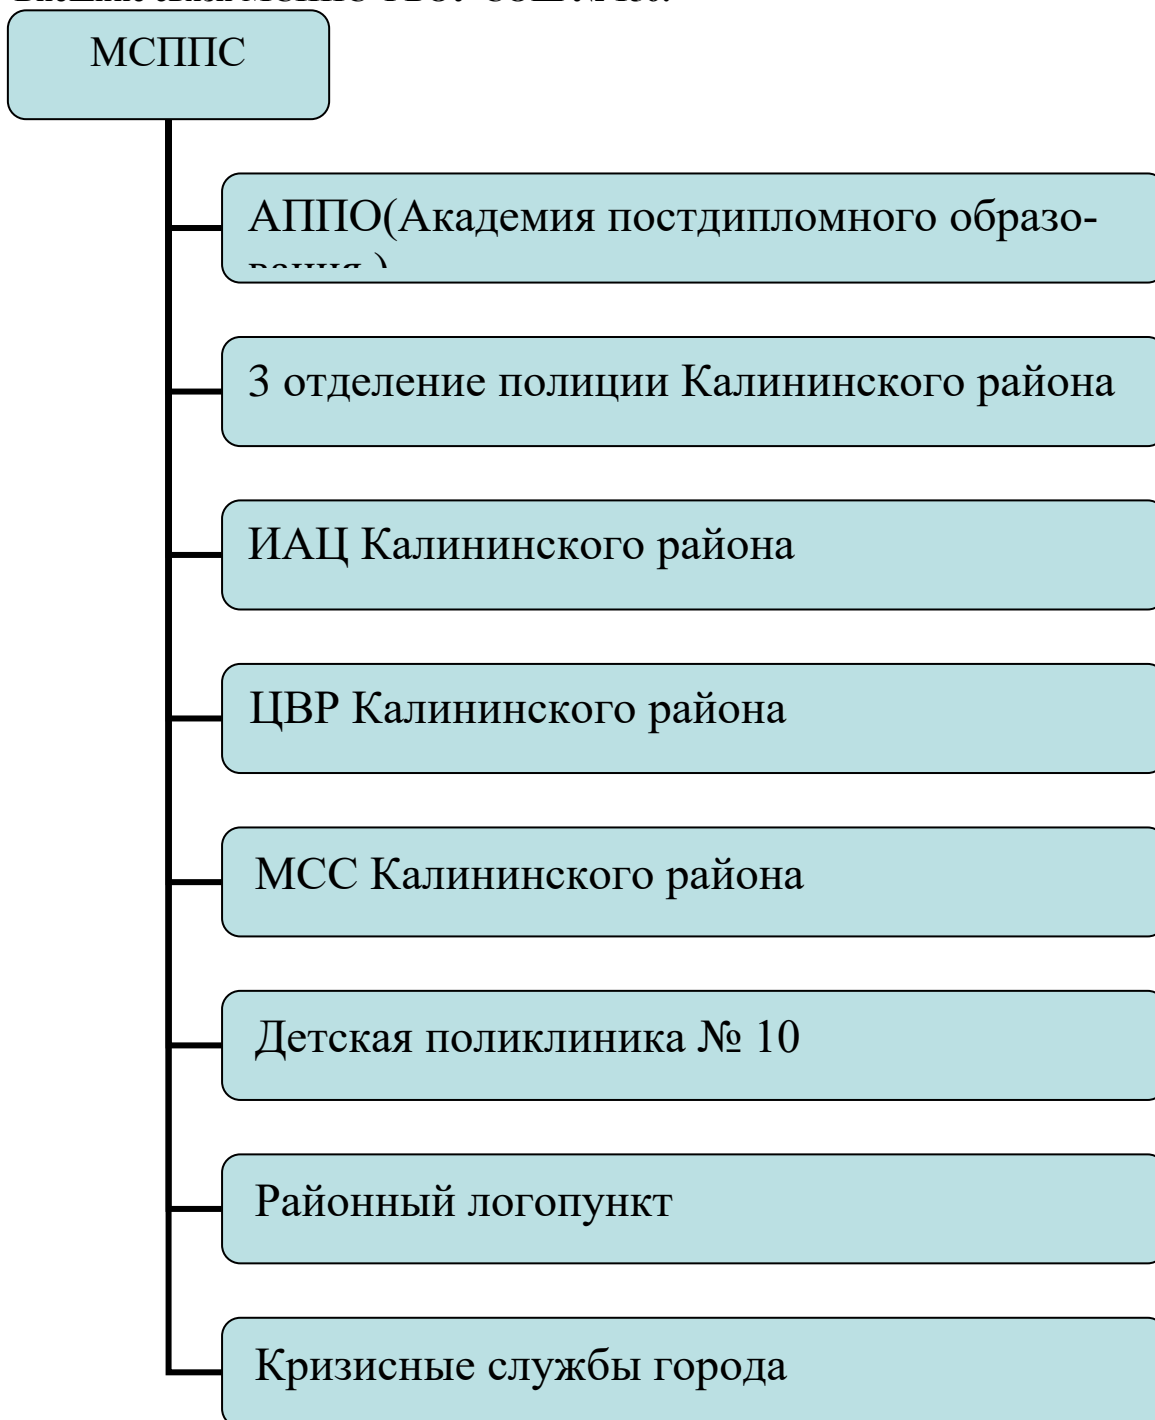 МСППС
АППО(Академия постдипломного образо-
вания )
3 отделение полиции Калининского района
ИАЦ Калининского района
ЦВР Калининского района
МСС Калининского района
Детская поликлиника № 10
Районный логопункт
Кризисные службы города